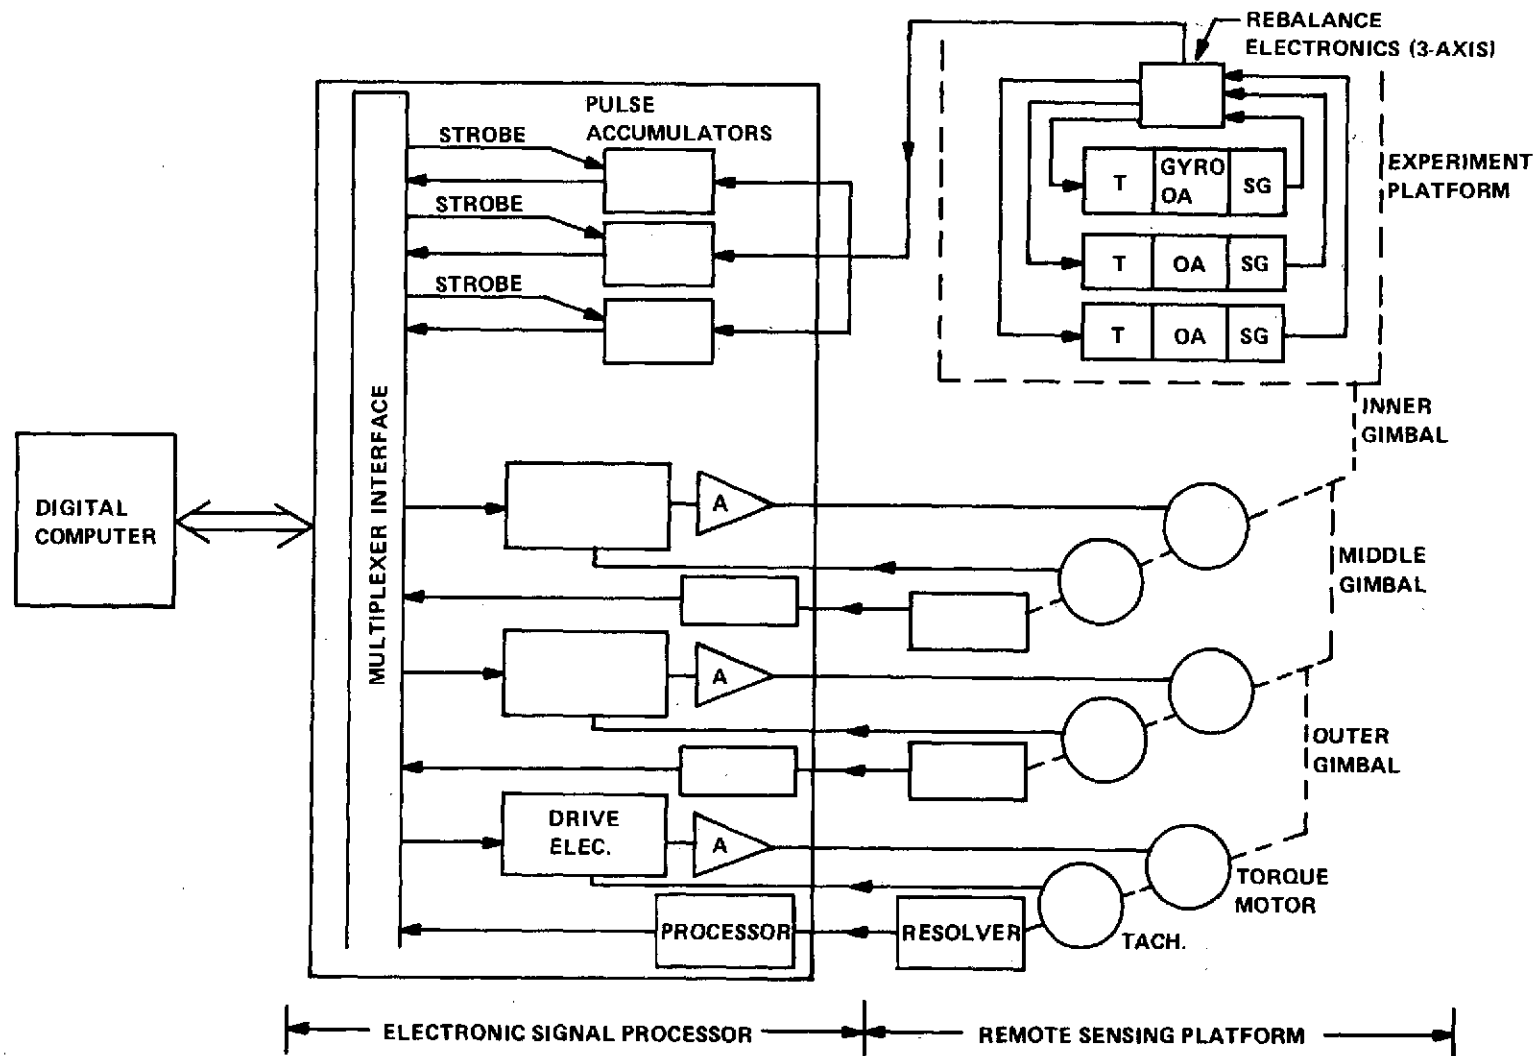 REBALANCE
ELECTRONICS (3-AXIS)
PULSE
ACCUMULATORS
STROBE
STROBE
STROBE
T
GYRO
OA
SG
T
OA
SG
T
OA
SG
EXPERIMENT
PLATFORM
INNER
GIMBAL
MULTIPLEXER INTERFACE
DIGITAL
COMPUTER
A
MIDDLE
GIMBAL
A
OUTER
GIMBAL
DRIVE
ELEC.
A
TORQUE
MOTOR
PROCESSOR
RESOLVER
TACH.
ELECTRONIC SIGNAL PROCESSOR
REMOTE SENSING PLATFORM